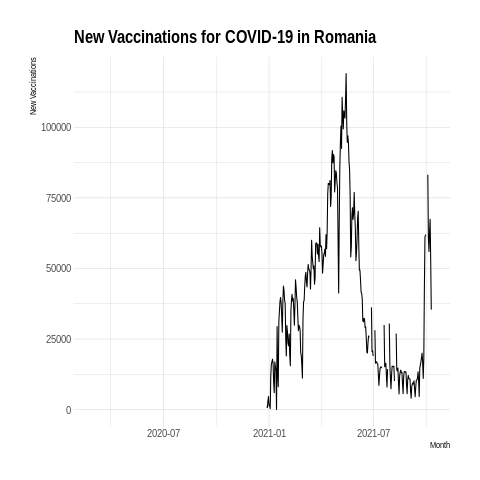 New Vaccinations for COVID-19 in Romania
New Vaccinations
100000
75000
50000
25000
0
2020-07
2021-01
2021-07
Month